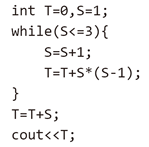 int T=0,S=1;
while(S<=3){
S=S+1;
T=T+S*(S-1);
}
T=T+S;
cout<<T;